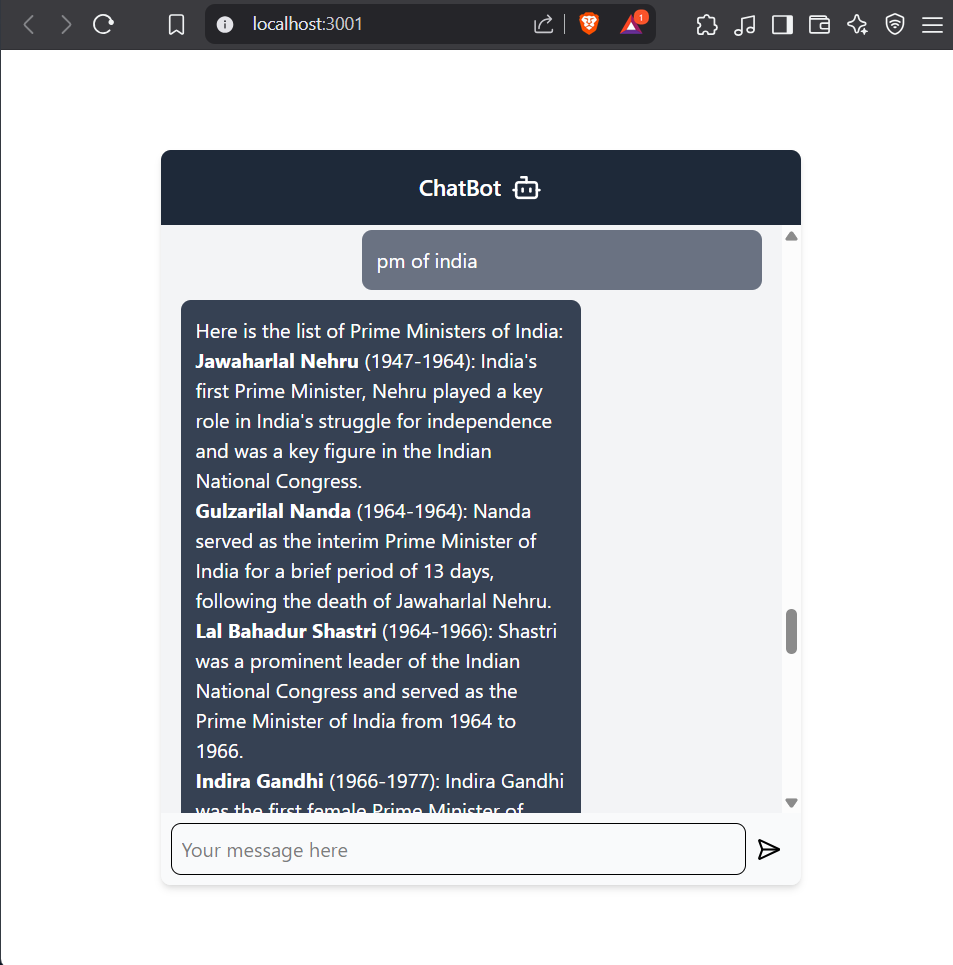 localhost:3001
1
ChatBot
pm of india
Here is the list of Prime Ministers of India:
Jawaharlal Nehru (1947-1964): India's
first Prime Minister, Nehru played a key
role in India's struggle for independence
and was a key figure in the Indian
National Congress.
Gulzarilal Nanda (1964-1964): Nanda
served as the interim Prime Minister of
India for a brief period of 13 days,
following the death of Jawaharlal Nehru.
Lal Bahadur Shastri (1964-1966): Shastri
was a prominent leader of the Indian
National Congress and served as the
Prime Minister of India from 1964 to
1966.
Indira Gandhi (1966-1977): Indira Gandhi
was the first female Prime Minister of
Your message here